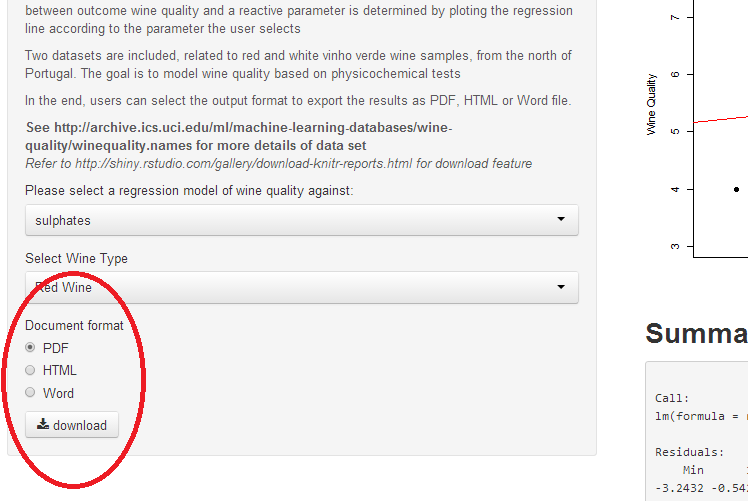 between outcome wine quality and a reactive parameter is determined by ploting the regression
line according to the parameter the user selects
Two datasets are included, related to red and white vinho verde wine samples, from the north of
Portugal. The goal is to model wine quality based on physicochemical tests
In the end, users can select the output format to export the results as PDF, HTML or Word file.
See http://archive.ics.uci.edu/ml/machine-learning-databases/wine-
quality/winequality.names for more details of data set
Refer to http://shiny.rstudio.com/gallery/download-knitr-reports.html for download feature
Please select a regression model of wine quality against:
sulphates
Select Wine Type
Red Wine
Document format
PDF
HTML
Word
download
Wine Quality
7
6
5
4
3
Summa
Call:
lm(formula =
Residuals:
Min
-3.2432 -0.54